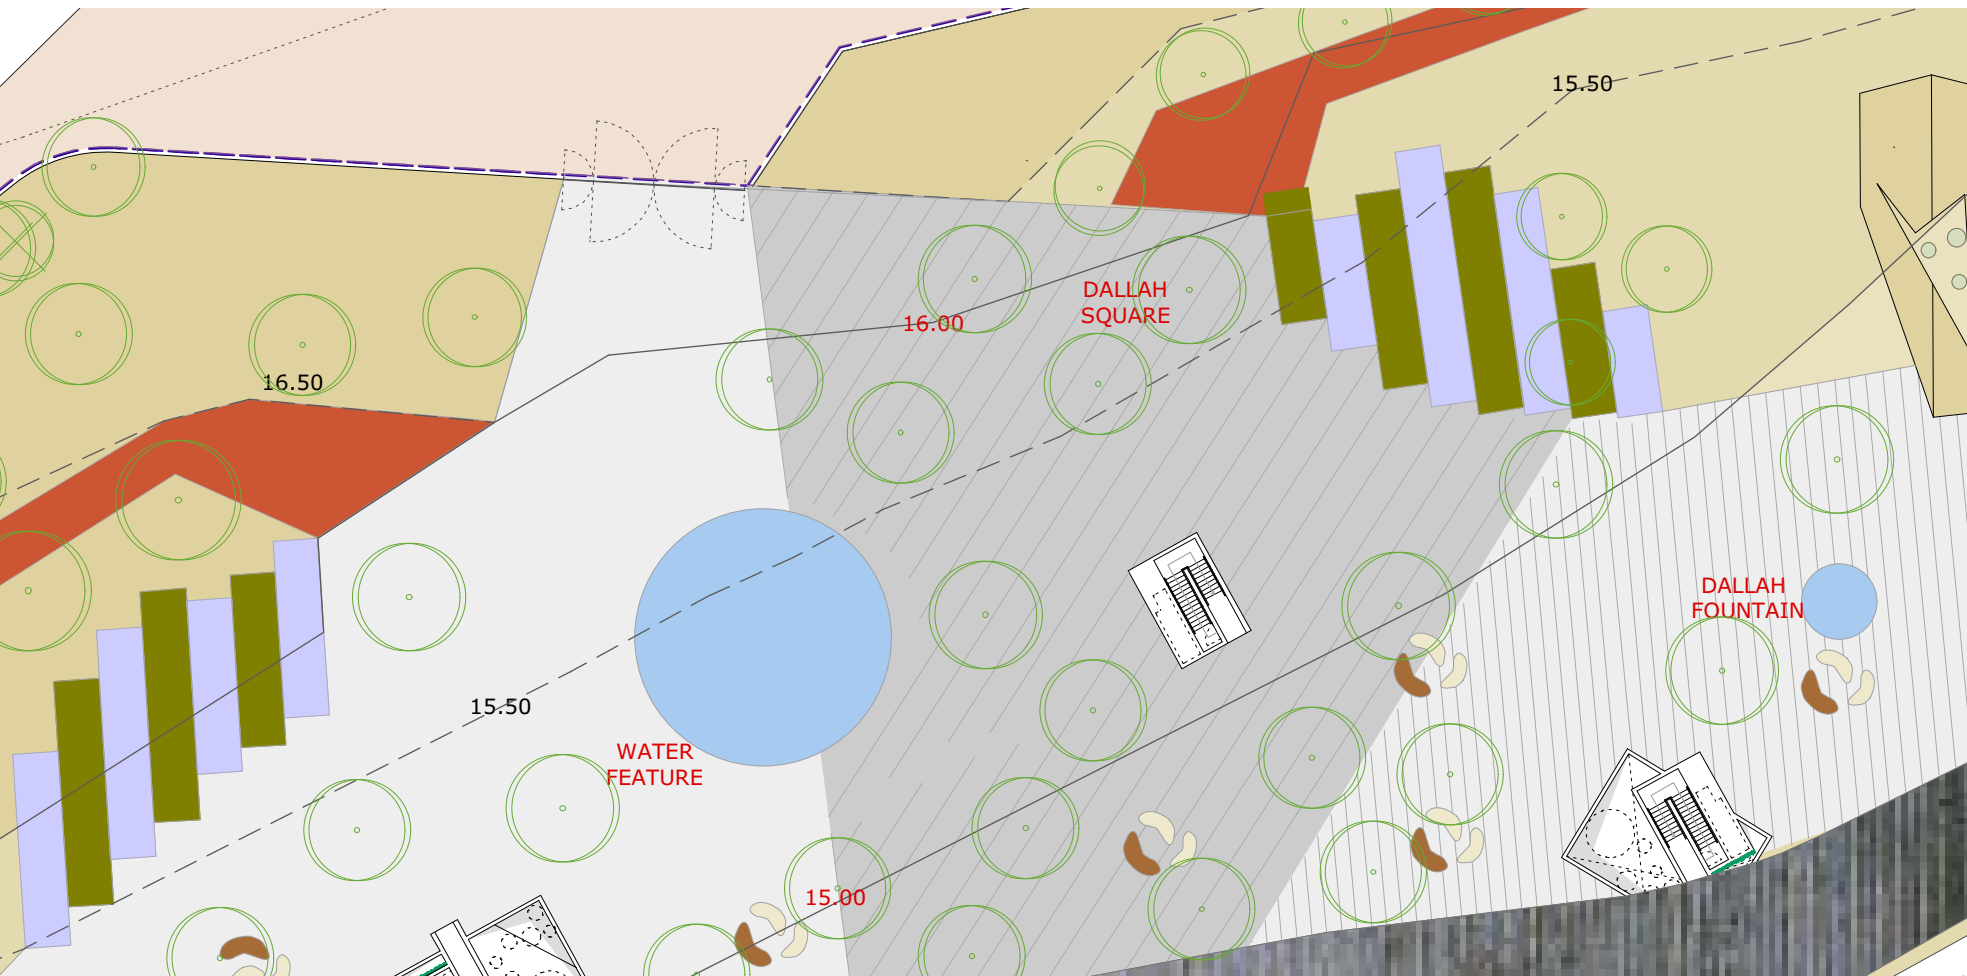 15.50
DALLAH
SQUARE
16.00
16.50
DALLAH
FOUNTAIN
15.50
WATER
FEATURE
15.00